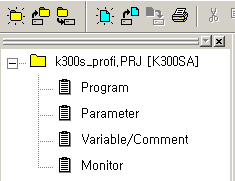 k300s_profi,PRJ [K300SA]
Program
Parameter
Variable/Comment
Monitor